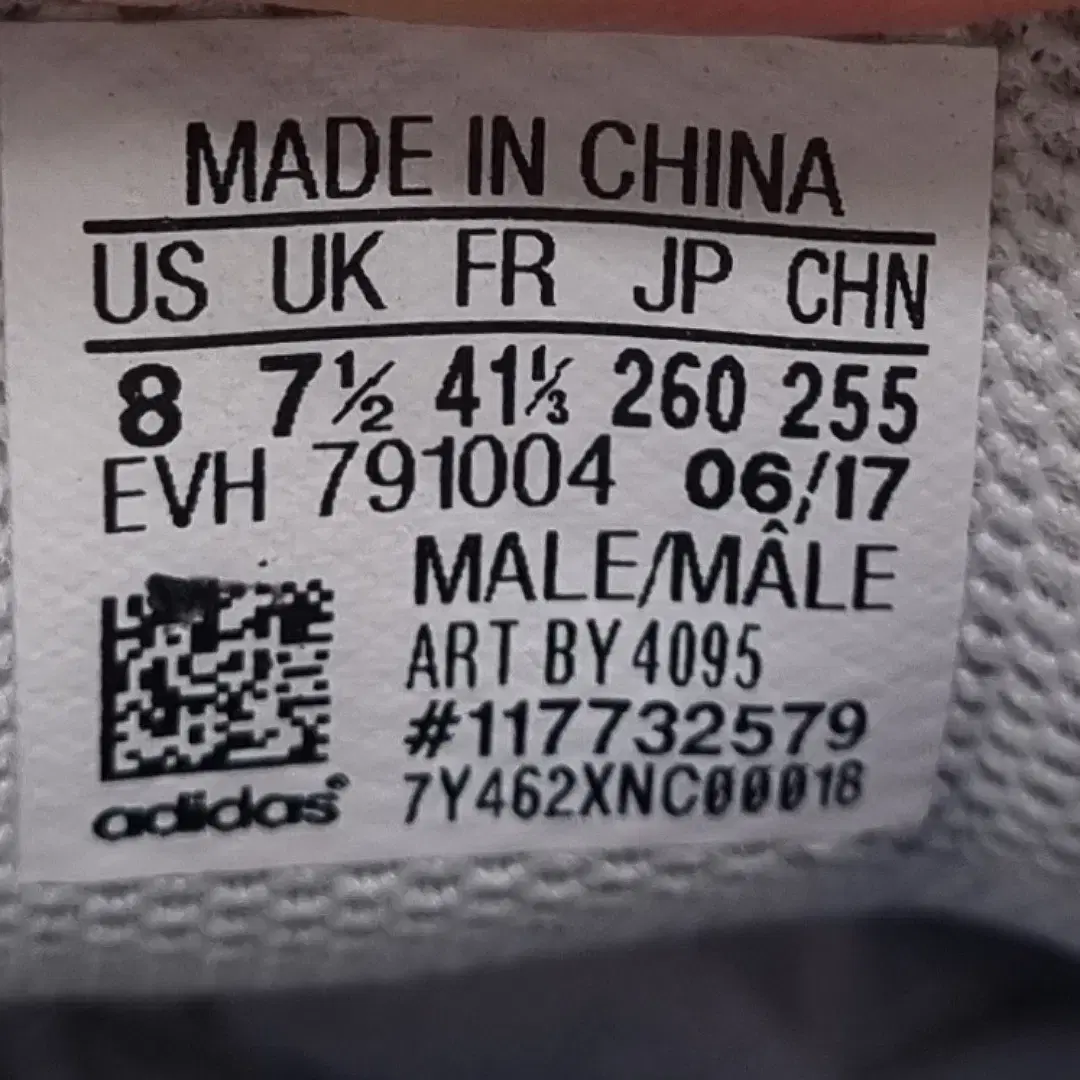 MADE IN CHINA
US UK FR JP CHN
8 7½ 41⅓ 260 255
EVH 791004 06/17
MALE/MÂLE
ART BY4095
#117732579
7Y462XNC00018
adidas®